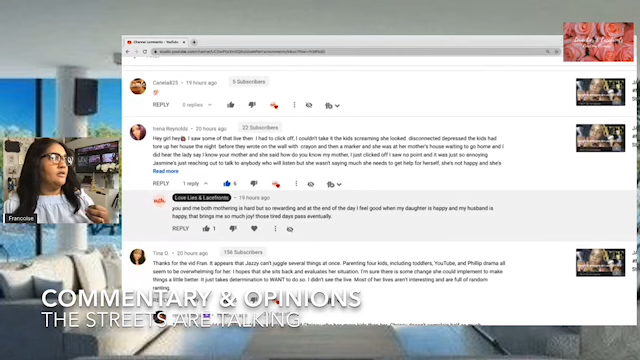 Channel comments - YouTube
Caniela825 • 19 hours ago 5 Subscribers
💯
REPLY 0 replies
Irena Reynolds • 20 hours ago 22 Subscribers
Hey girl hey I saw some of that live then I had to click off, I couldn't take it the kids screaming she looked disconnected depressed the kids had
tore up her house the night before they wrote on the wall with crayon and then a marker and she was at her mother's house waiting to go home and I
did hear the lady say I know your mother and she said how do you know my mother, I just clicked off I saw no point and it was just so annoying
Jasmine's just reaching out to talk to anybody who will listen but she wasn't saying much she needs to get help for herself, she's not happy and she's
Read more
REPLY 1 reply 6
Love Lies & Lacefronts • 19 hours ago
you and me both mothering is hard but so rewarding and at the end of the day I feel good when my daughter is happy and my husband is
happy, that brings me so much joy! those tired days pass eventually.
REPLY 1
Tina O. • 20 hours ago 156 Subscribers
Thanks for the vid Fran. It appears that Jazzy can't juggle several things at once. Parenting four kids, including toddlers, YouTube, and Phillip drama all
seem to be overwhelming for her. I hope that she sits back and evaluates her situation. I'm sure there is some change she could implement to make
things a little better. It just takes determination to WANT to do so. I didn't see the live. Most of her lives aren't interesting and are full of random
ranting.
Francoise
COMMENTARY & OPINIONS
THE STREETS ARE TALKING